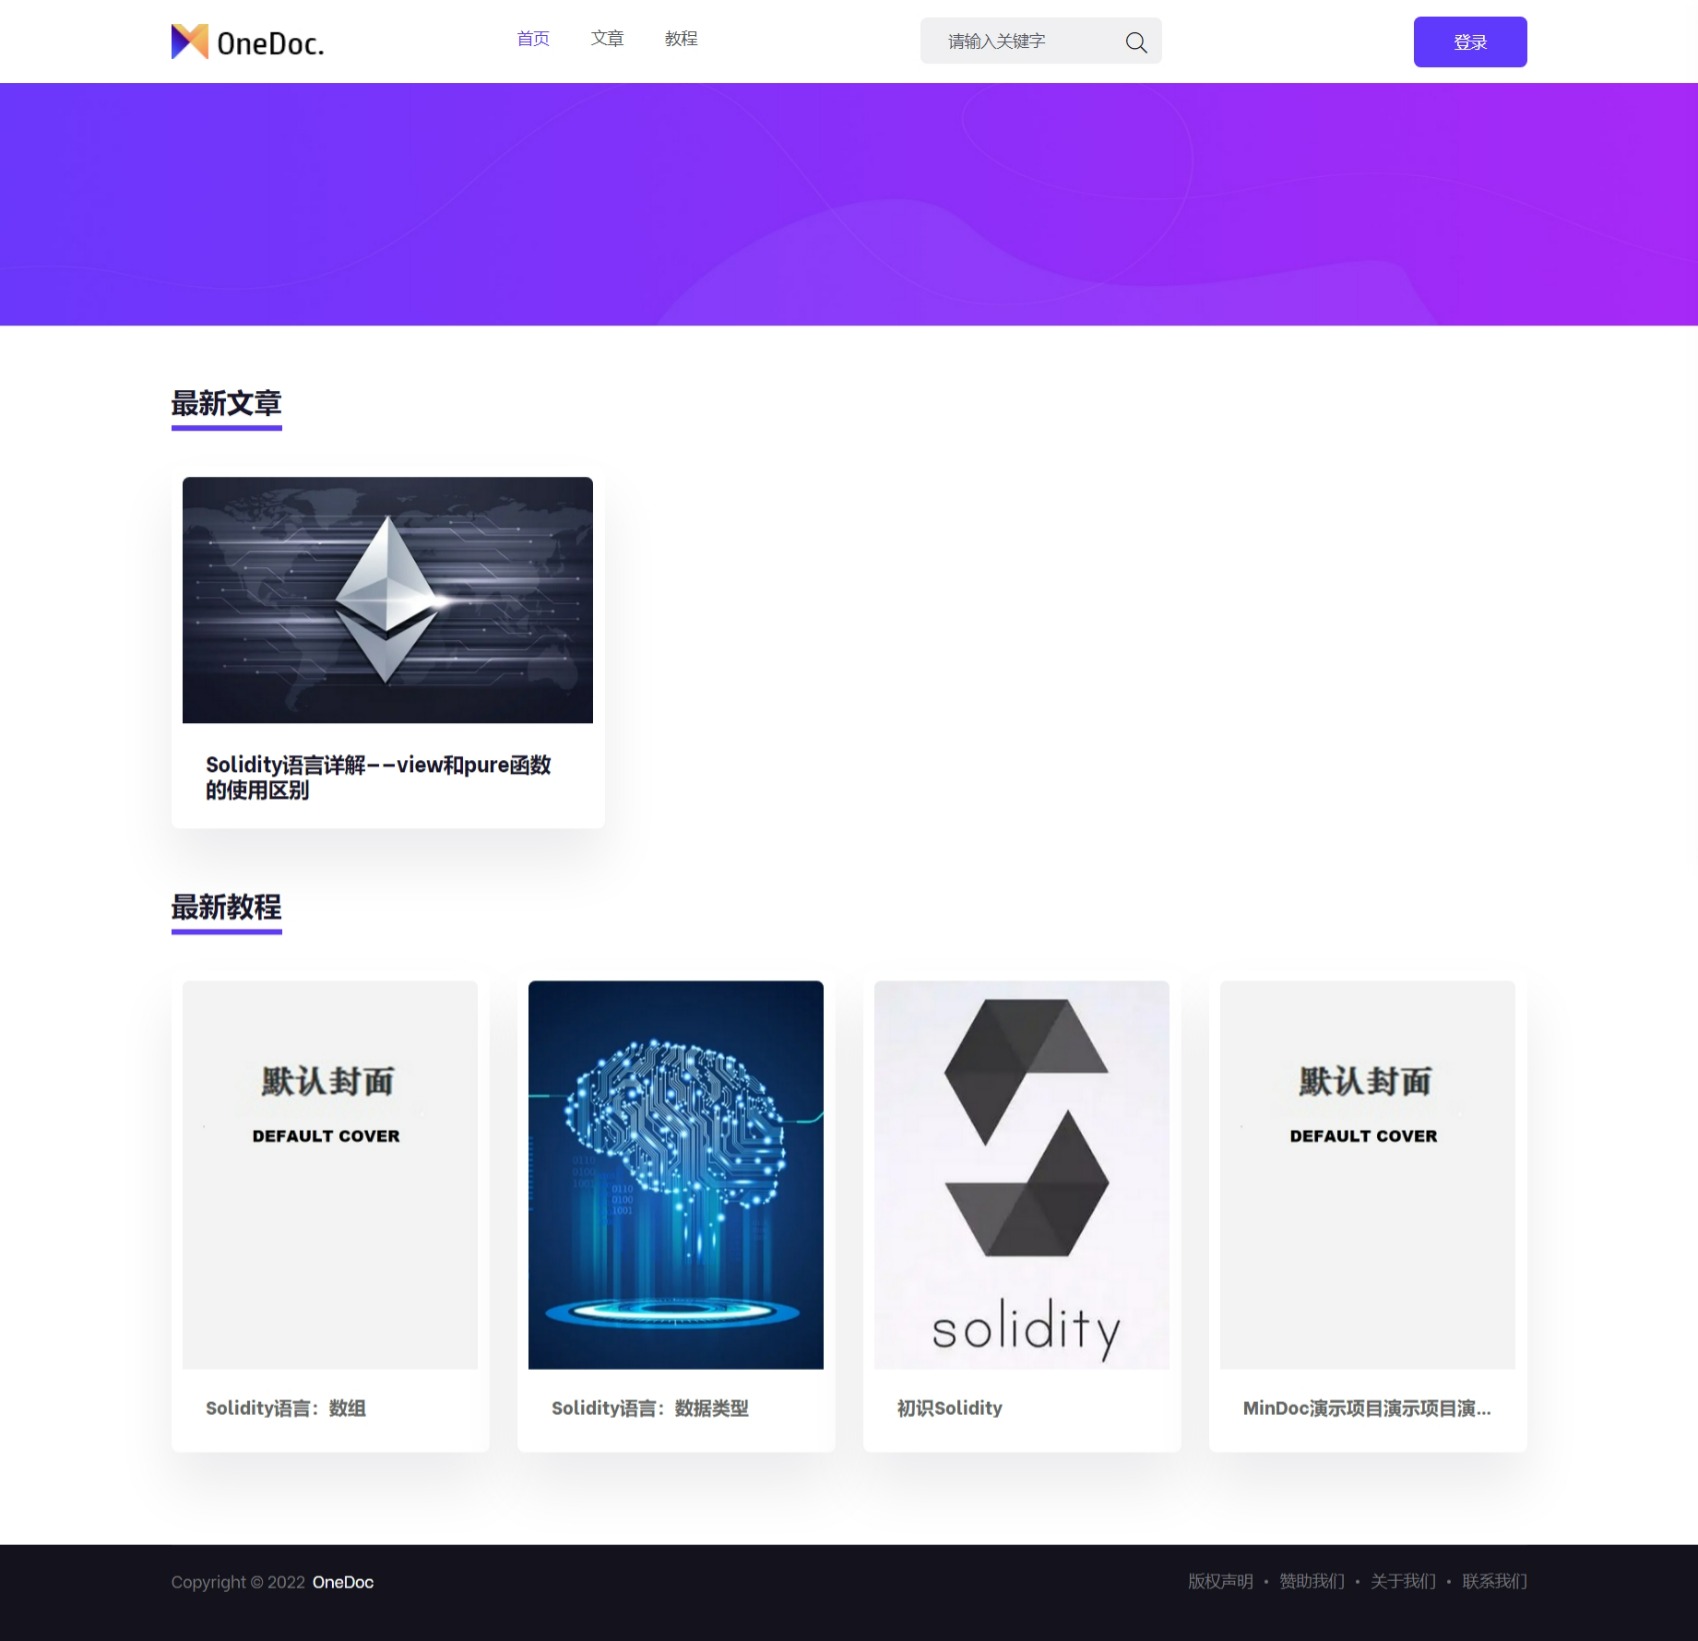 OneDoc.
首页
文章
教程
请输入关键字
登录
最新文章
Solidity语言详解——view和pure函数
的使用区别
最新教程
默认封面
DEFAULT COVER
0110
0100
1001
0110
0100
1001
solidity
默认封面
DEFAULT COVER
Solidity语言：数组
Solidity语言：数据类型
初识Solidity
MinDoc演示项目演示项目演...
Copyright © 2022 OneDoc
版权声明 • 赞助我们 • 关于我们 • 联系我们